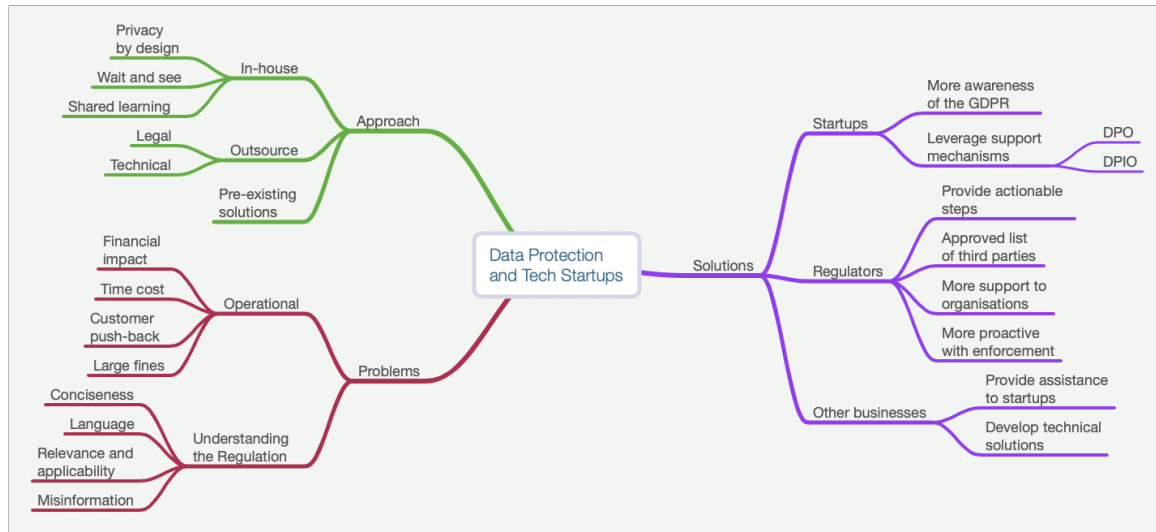 Data Protection
and Tech Startups
Approach
In-house
Privacy
by design
Wait and see
Shared learning
Outsource
Legal
Technical
Pre-existing
solutions
Problems
Operational
Financial
impact
Time cost
Customer
push-back
Large fines
Understanding
the Regulation
Conciseness
Language
Relevance and
applicability
Misinformation
Solutions
Startups
More awareness
of the GDPR
Leverage support
mechanisms
DPO
DPIO
Regulators
Provide actionable
steps
Approved list
of third parties
More support to
organisations
More proactive
with enforcement
Other businesses
Provide assistance
to startups
Develop technical
solutions